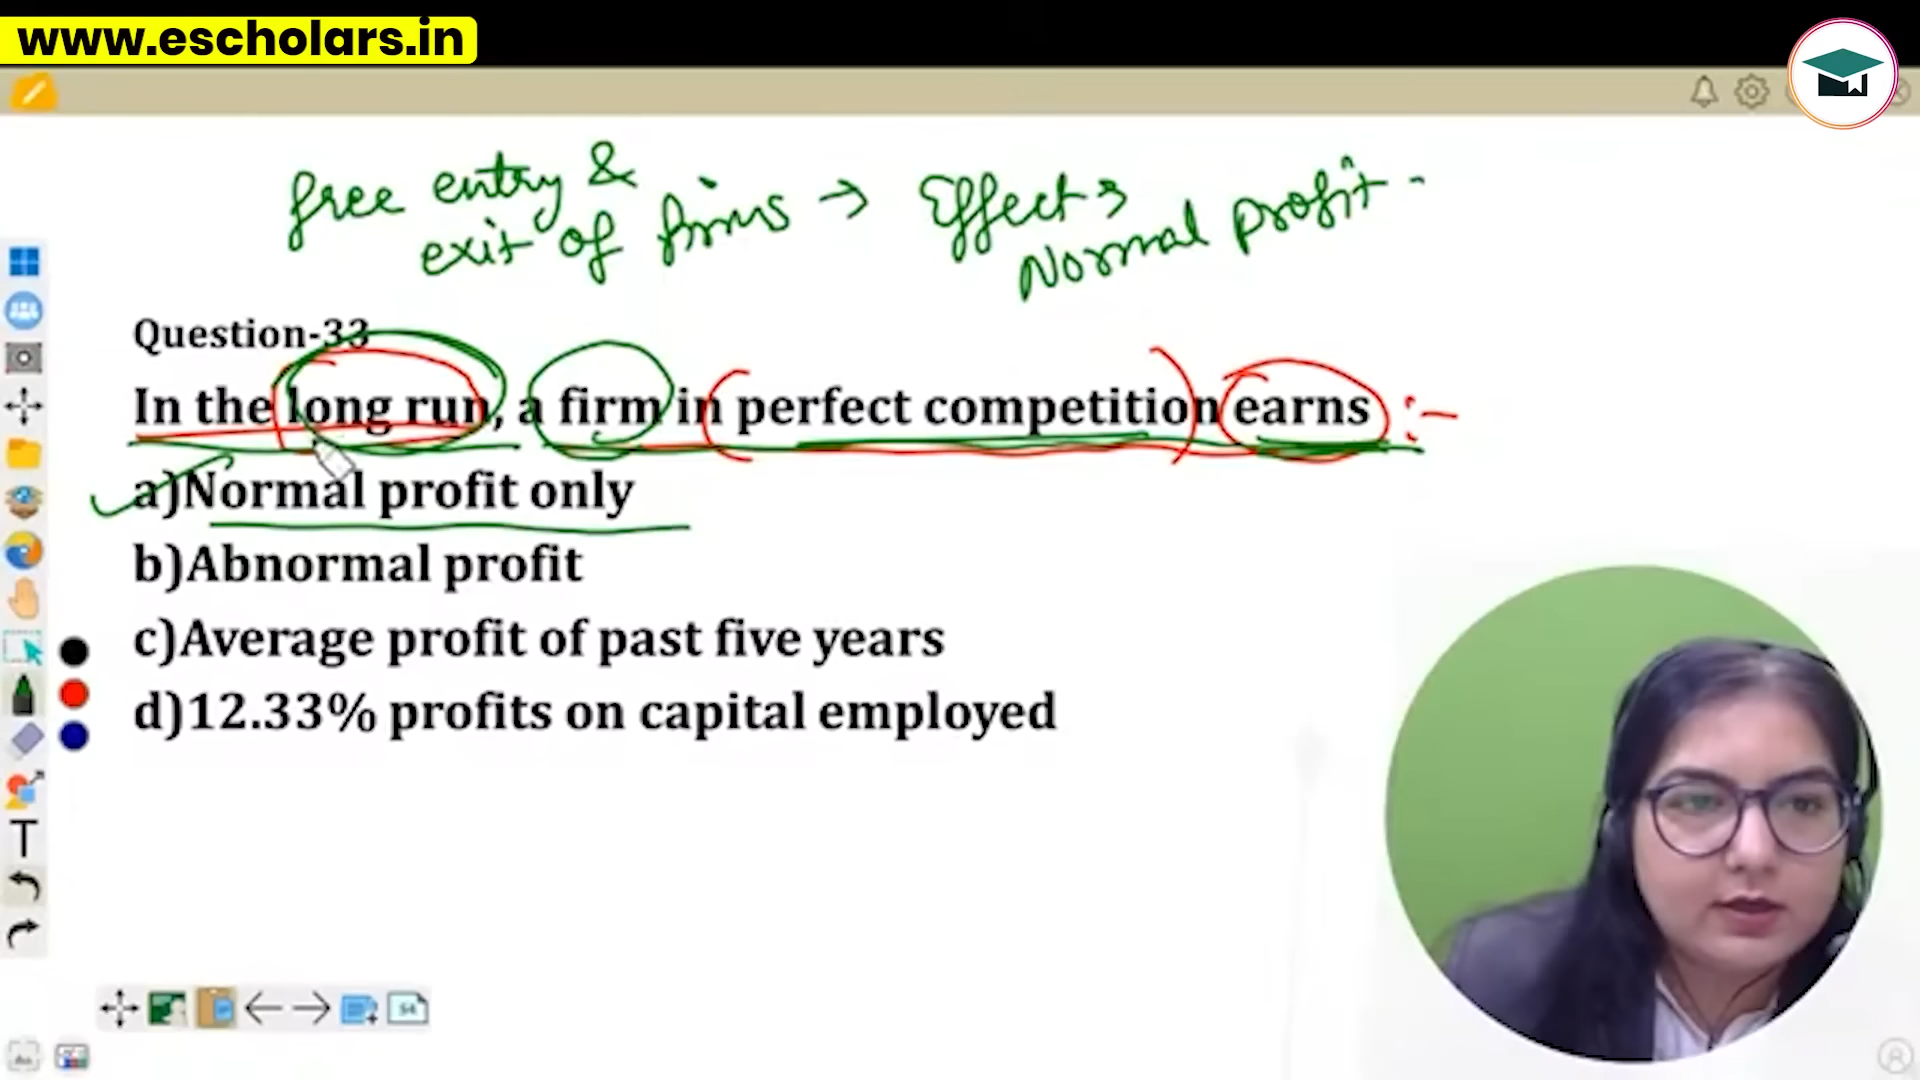 www.escholars.in
free entry &
exit of firms → Effect →
Normal Profit -
Question-33
In the long run, a firm in perfect competition earns :-
a)Normal profit only
b)Abnormal profit
c)Average profit of past five years
d)12.33% profits on capital employed
T
54